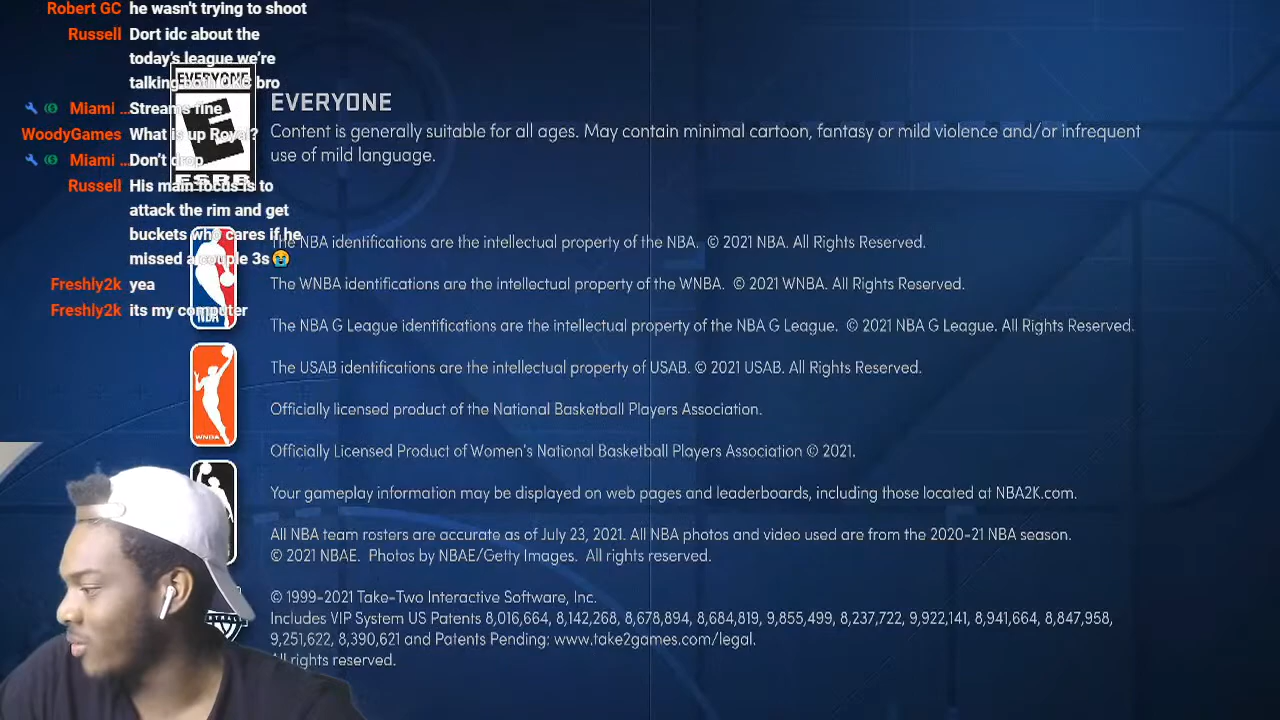 Robert GC he wasn't trying to shoot
Russell Dort idc about the
today's league we're
talking both OKC bro
Miami ... Streams fine
WoodyGames What is up Royal?
Miami ... Don't drop
Russell His main focus is to
attack the rim and get
buckets who cares if he
missed a couple 3s😭
Freshly2k yea
Freshly2k its my computer
EVERYONE
E
ESRB
EVERYONE
Content is generally suitable for all ages. May contain minimal cartoon, fantasy or mild violence and/or infrequent
use of mild language.
NBA
The NBA identifications are the intellectual property of the NBA. © 2021 NBA. All Rights Reserved.
The WNBA identifications are the intellectual property of the WNBA. © 2021 WNBA. All Rights Reserved.
The NBA G League identifications are the intellectual property of the NBA G League. © 2021 NBA G League. All Rights Reserved.
The USAB identifications are the intellectual property of USAB. © 2021 USAB. All Rights Reserved.
WNBA
Officially licensed product of the National Basketball Players Association.
Officially Licensed Product of Women's National Basketball Players Association © 2021.
Your gameplay information may be displayed on web pages and leaderboards, including those located at NBA2K.com.
All NBA team rosters are accurate as of July 23, 2021. All NBA photos and video used are from the 2020-21 NBA season.
© 2021 NBAE. Photos by NBAE/Getty Images. All rights reserved.
© 1999-2021 Take-Two Interactive Software, Inc.
Includes VIP System US Patents 8,016,664, 8,142,268, 8,678,894, 8,684,819, 9,855,499, 8,237,722, 9,922,141, 8,941,664, 8,847,958,
9,251,622, 8,390,621 and Patents Pending: www.take2games.com/legal.
All rights reserved.